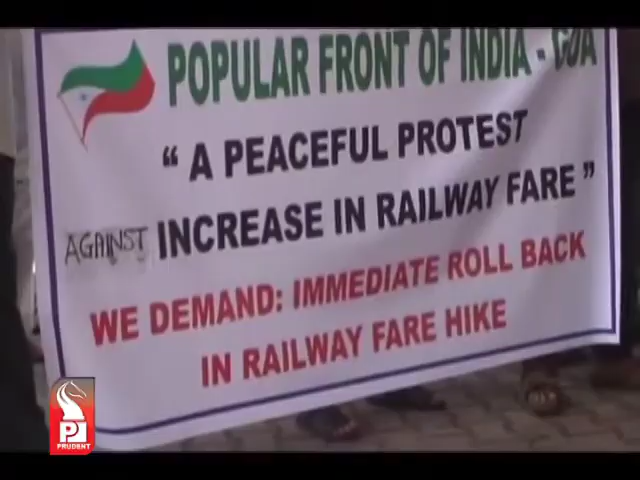 POPULAR FRONT OF INDIA - GOA
“ A PEACEFUL PROTEST
AGAINST INCREASE IN RAILWAY FARE ”
WE DEMAND: IMMEDIATE ROLL BACK
IN RAILWAY FARE HIKE
PRUDENT